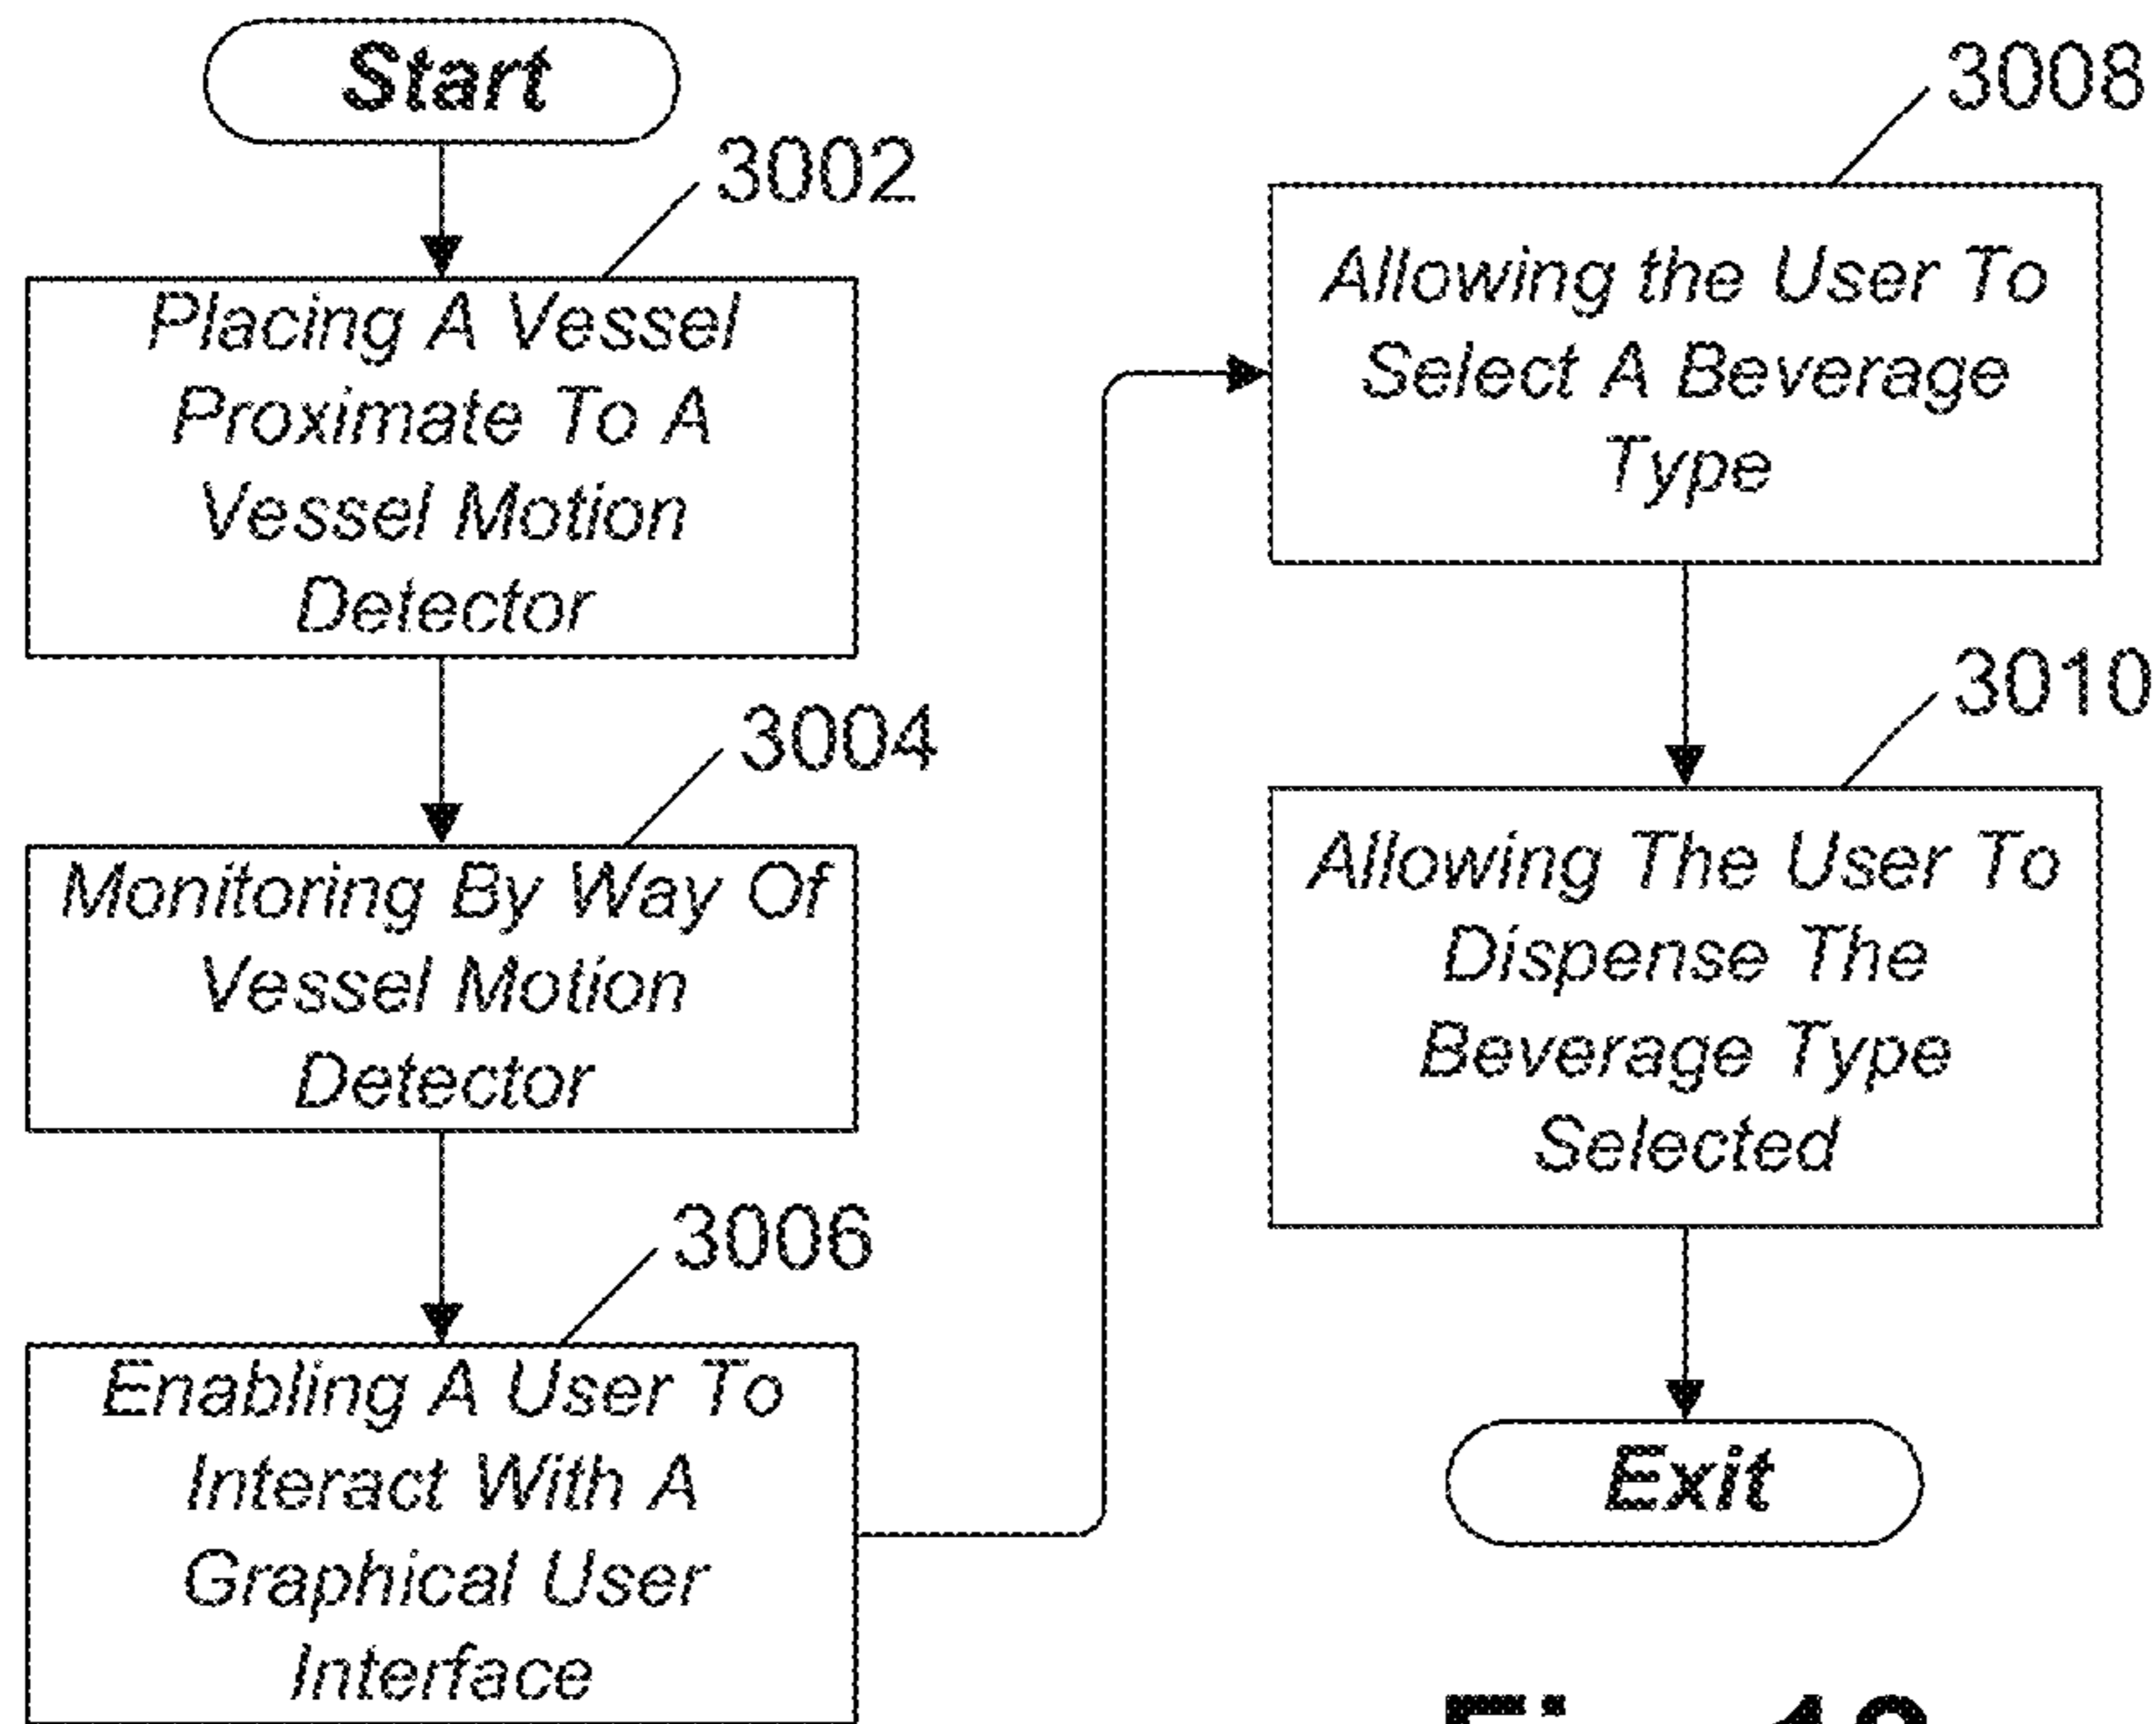 Start
3002
Placing A Vessel
Proximate To A
Vessel Motion
Detector
3004
Monitoring By Way Of
Vessel Motion
Detector
3006
Enabling A User To
Interact With A
Graphical User
Interface
3008
Allowing the User To
Select A Beverage
Type
3010
Allowing The User To
Dispense The
Beverage Type
Selected
Exit